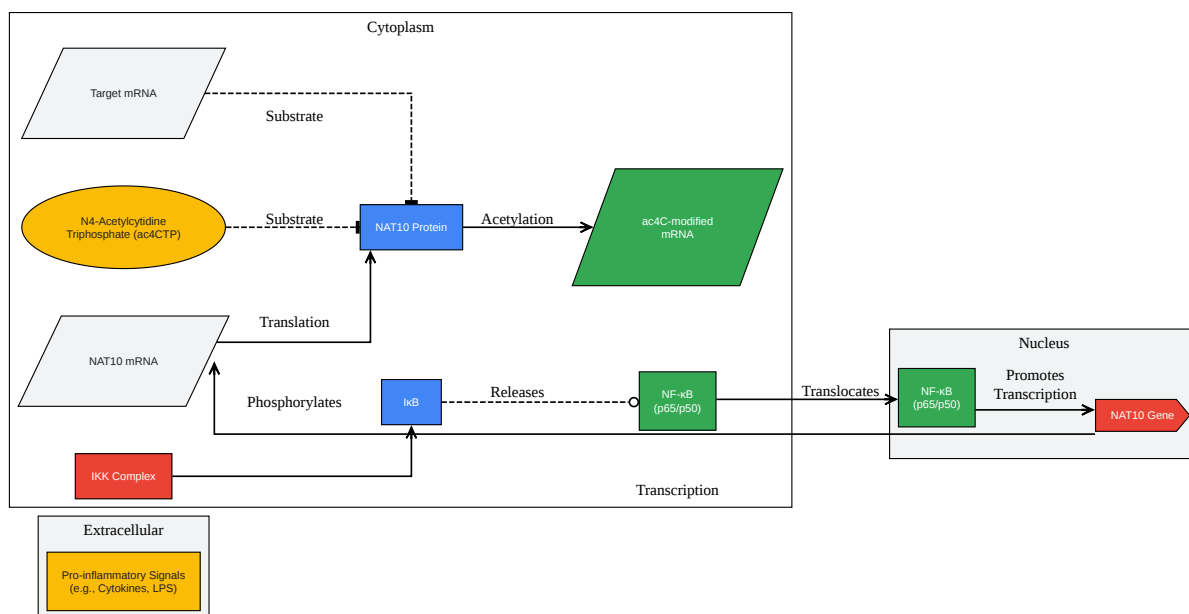 Cytoplasm
Target mRNA
Substrate
N4-Acetylcytidine
Triphosphate (ac4CTP)
Substrate
NAT10 Protein
Acetylation
ac4C-modified
mRNA
Translation
NAT10 mRNA
Phosphorylates
IκB
Releases
NF-κB
(p65/p50)
Translocates
Nucleus
NF-κB
(p65/p50)
Promotes
Transcription
NAT10 Gene
IKK Complex
Transcription
Extracellular
Pro-inflammatory Signals
(e.g., Cytokines, LPS)